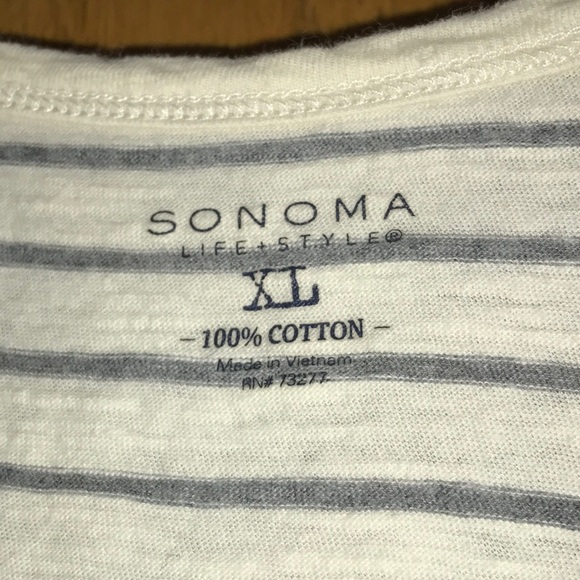 SONOMA
LIFE+STYLE®
XL
- 100% COTTON -
Made in Vietnam
RN# 73277